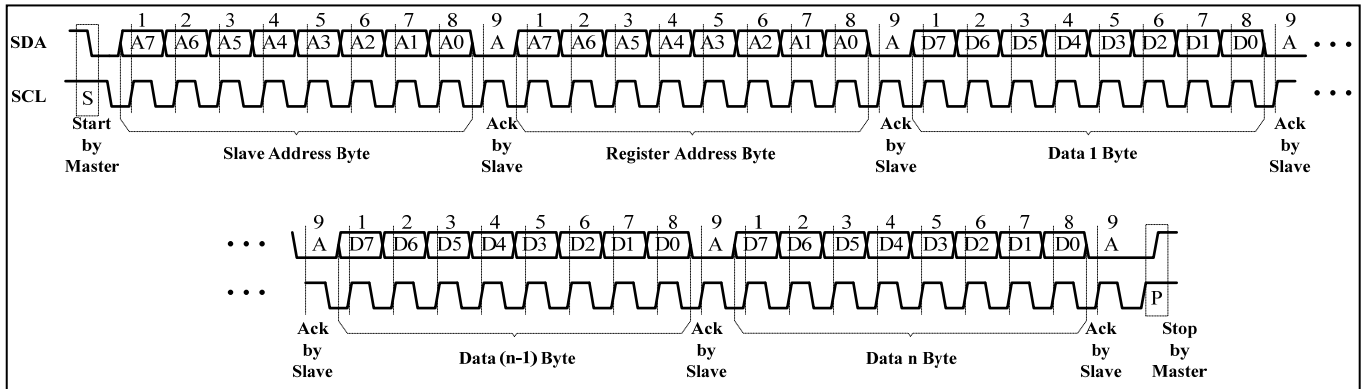 1 2 3 4 5 6 7 8 9 1 2 3 4 5 6 7 8 9 1 2 3 4 5 6 7 8 9
SDA A7 A6 A5 A4 A3 A2 A1 A0 A A7 A6 A5 A4 A3 A2 A1 A0 A D7 D6 D5 D4 D3 D2 D1 D0 A • • •
SCL S • • •
Start by Master
Slave Address Byte
Ack by Slave
Register Address Byte
Ack by Slave
Data 1 Byte
Ack by Slave
9 1 2 3 4 5 6 7 8 9 1 2 3 4 5 6 7 8 9
• • • A D7 D6 D5 D4 D3 D2 D1 D0 A D7 D6 D5 D4 D3 D2 D1 D0 A
• • • P
Ack by Slave
Data (n-1) Byte
Ack by Slave
Data n Byte
Ack by Slave
Stop by Master